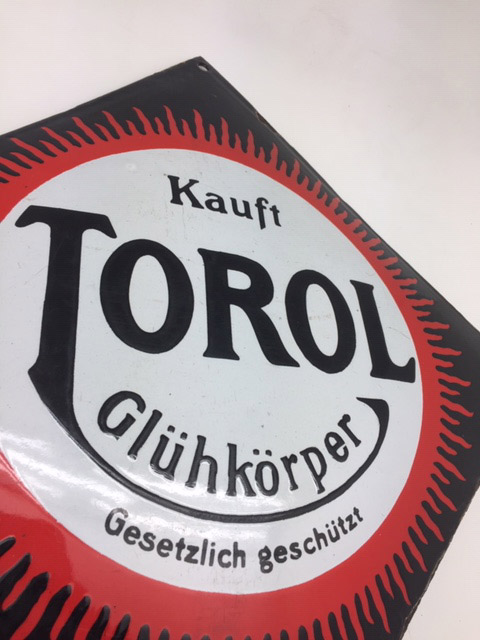 Kauft
TOROL
Glühkörper
Gesetzlich geschützt